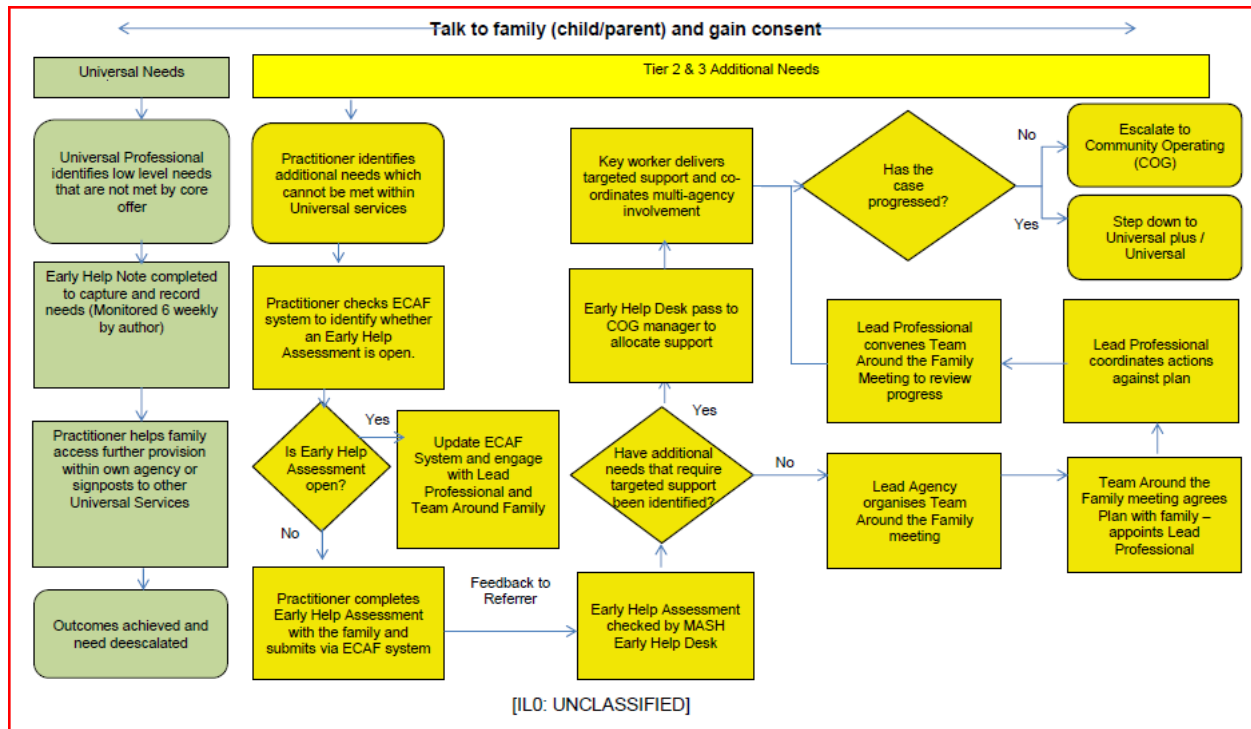 Talk to family (child/parent) and gain consent
Universal Needs
Tier 2 & 3 Additional Needs
Universal Professional
identifies low level needs
that are not met by core
offer
Early Help Note completed
to capture and record
needs (Monitored 6 weekly
by author)
Practitioner helps family
access further provision
within own agency or
signposts to other
Universal Services
Outcomes achieved and
need deescalated
Practitioner identifies
additional needs which
cannot be met within
Universal services
Practitioner checks ECAF
system to identify whether
an Early Help
Assessment is open.
Is Early Help
Assessment
open?
Yes
Update ECAF
System and engage
with Lead
Professional and
Team Around Family
No
Practitioner completes
Early Help Assessment
with the family and
submits via ECAF system
Feedback to
Referrer
Early Help Assessment
checked by MASH
Early Help Desk
Have additional
needs that require
targeted support
been identified?
Yes
Early Help Desk pass to
COG manager to
allocate support
Key worker delivers
targeted support and co-
ordinates multi-agency
involvement
No
Lead Agency
organises Team
Around the Family
meeting
Team Around the
Family meeting agrees
Plan with family –
appoints Lead
Professional
Lead Professional
coordinates actions
against plan
Lead Professional
convenes Team
Around the Family
Meeting to review
progress
Has the
case
progressed?
No
Escalate to
Community Operating
(COG)
Yes
Step down to
Universal plus /
Universal
[IL0: UNCLASSIFIED]